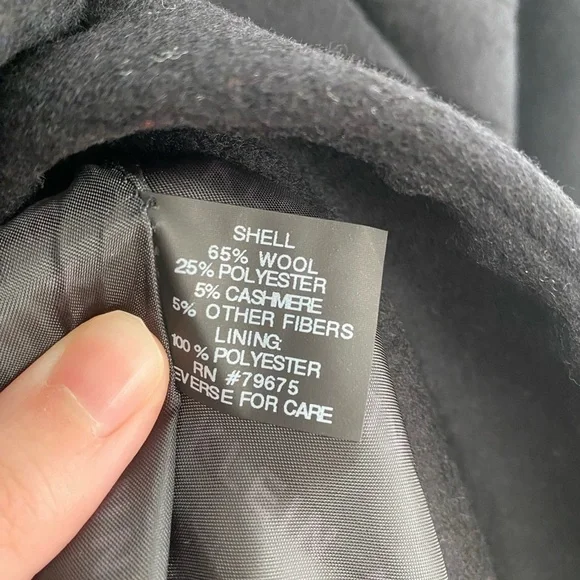 SHELL
65% WOOL
25% POLYESTER
5% CASHMERE
5% OTHER FIBERS
LINING:
100 % POLYESTER
RN #79675
EVERSE FOR CARE